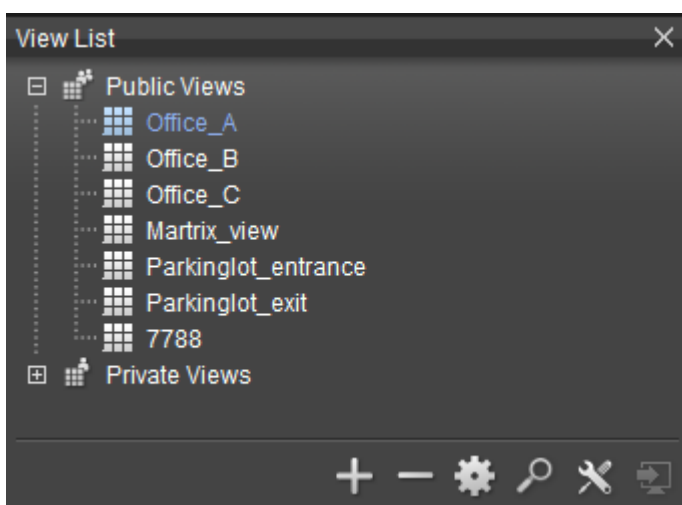 View List
Public Views
Office_A
Office_B
Office_C
Martrix_view
Parkinglot_entrance
Parkinglot_exit
7788
Private Views